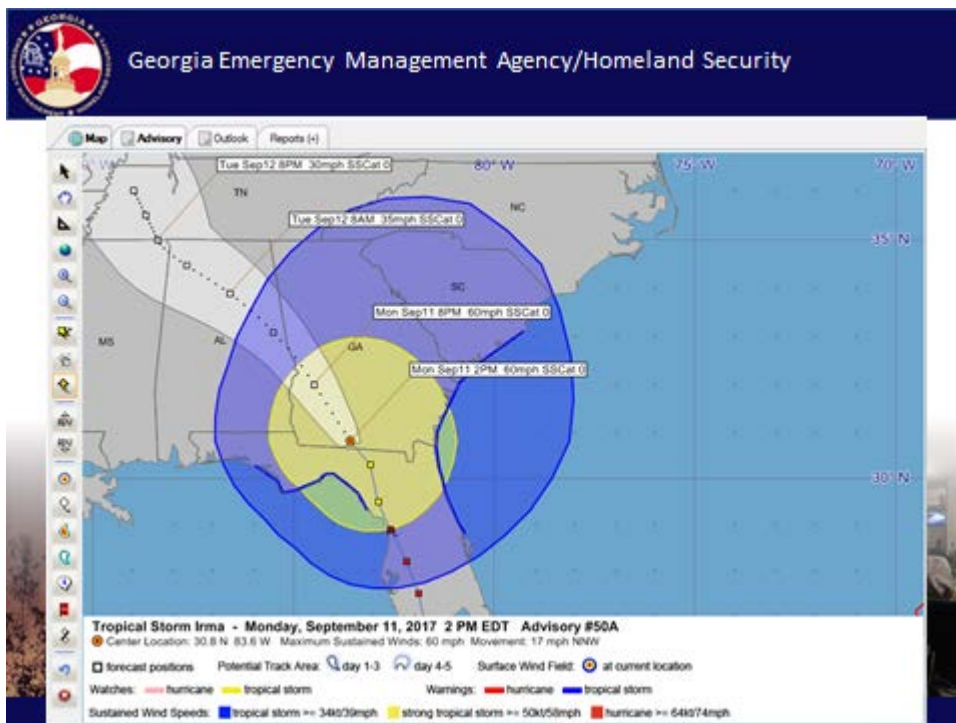 GEORGIA
Georgia Emergency Management Agency/Homeland Security
Map Advisory Outlook Reports (+)
Tue Sep12 8PM 30mph SSCat 0
80° W 75° W 70° W
TN
NC
Tue Sep12 8AM 35mph SSCat 0
35° N
SC
Mon Sep11 8PM 60mph SSCat 0
MS AL GA
Mon Sep11 2PM 60mph SSCat 0
30° N
Tropical Storm Irma - Monday, September 11, 2017 2 PM EDT Advisory #50A
Center Location: 30.8 N 83.6 W Maximum Sustained Winds: 60 mph Movement: 17 mph NNW
forecast positions Potential Track Area: day 1-3 day 4-5 Surface Wind Field: at current location
Watches: hurricane tropical storm Warnings: hurricane tropical storm
Sustained Wind Speeds: tropical storm >= 34kt/39mph strong tropical storm >= 50kt/58mph hurricane >= 64kt/74mph